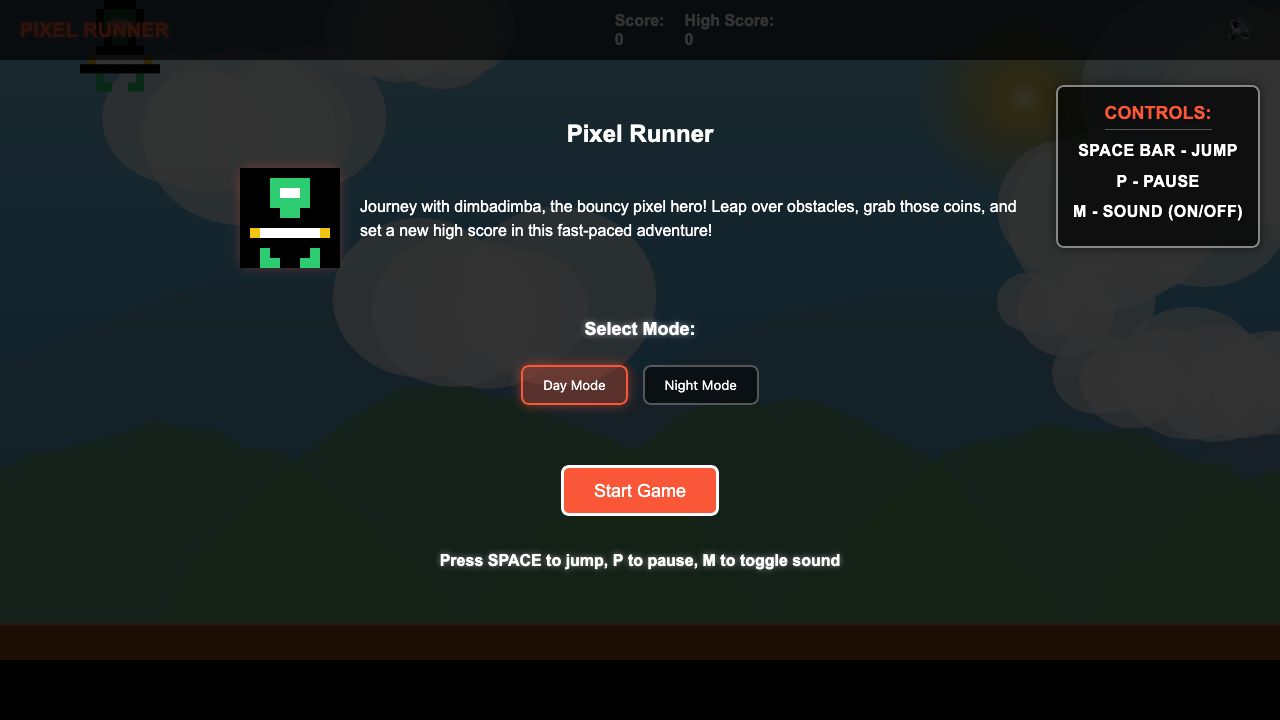 PIXEL RUNNER
Score:
0
High Score:
0
CONTROLS:
SPACE BAR - JUMP
P - PAUSE
M - SOUND (ON/OFF)
Pixel Runner
Journey with dimbadimba, the bouncy pixel hero! Leap over obstacles, grab those coins, and
set a new high score in this fast-paced adventure!
Select Mode:
Day Mode
Night Mode
Start Game
Press SPACE to jump, P to pause, M to toggle sound